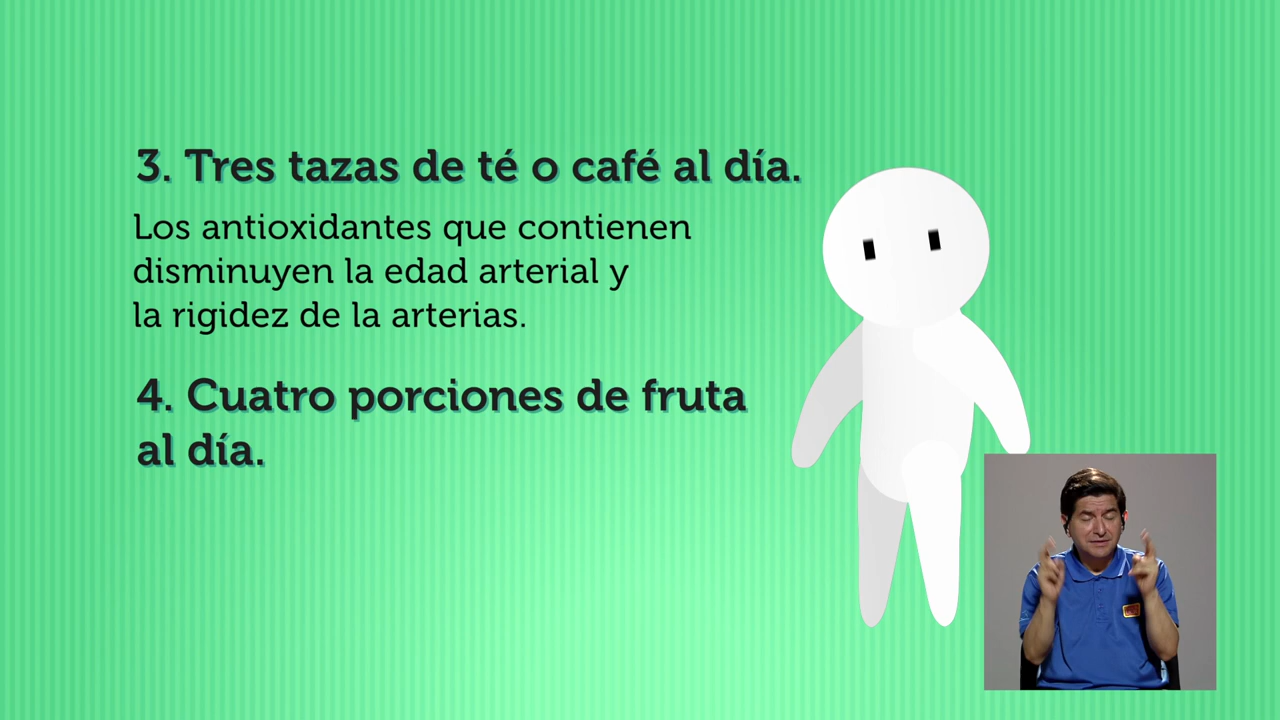 3. Tres tazas de té o café al día.
Los antioxidantes que contienen
disminuyen la edad arterial y
la rigidez de la arterias.
4. Cuatro porciones de fruta
al día.